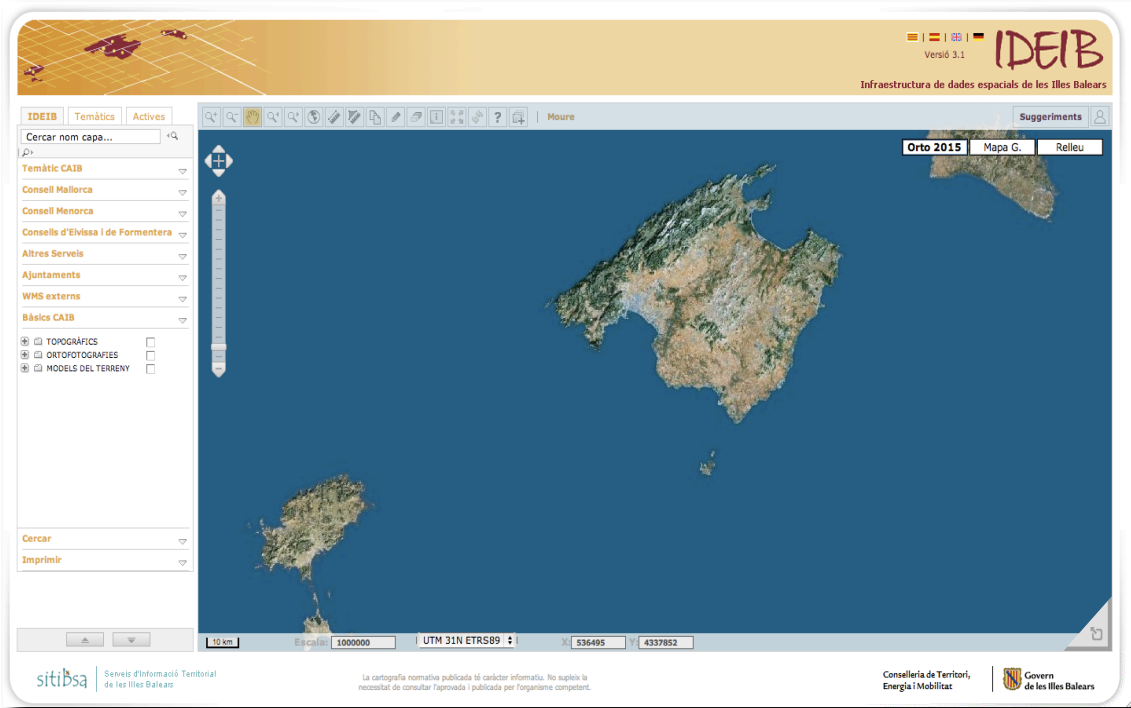 IDEIB
Versió 3.1
Infraestructura de dades espacials de les Illes Balears
IDEIB Temàtics Actives
Moure
Suggeriments
Cercar nom capa...
Temàtic CAIB
Consell Mallorca
Consell Menorca
Consells d'Eivissa i de Formentera
Altres Serveis
Ajuntaments
WMS externs
Bàsics CAIB
TOPOGRÀFICS
ORTOFOTOGRAFIES
MODELS DEL TERRENY
Cercar
Imprimir
Orto 2015 Mapa G. Relleu
10 km
Escala: 1000000
UTM 31N ETRS89
X: 536495 Y: 4337852
sitibsa
Serveis d'Informació Territorial
de les Illes Balears
La cartografia normativa publicada té caràcter informatiu. No supleix la
necessitat de consultar l'aprovada i publicada per l'organisme competent.
Conselleria de Territori,
Energia i Mobilitat
Govern
de les Illes Balears